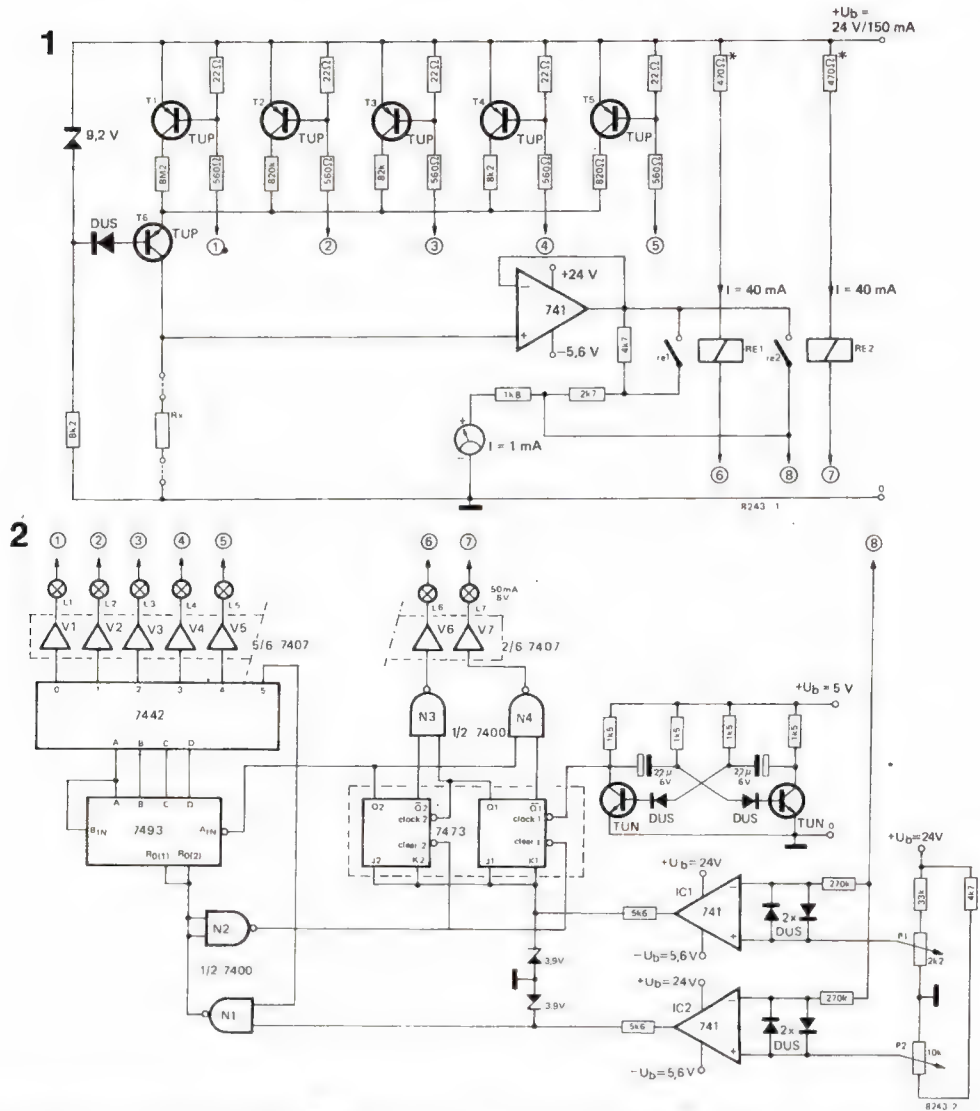 1
+Ub =
24 V/150 mA
22Ω
22Ω
22Ω
22Ω
22Ω
470Ω
*
470Ω
*
T1
T2
T3
T4
T5
TUP
TUP
TUP
TUP
TUP
9,2 V
8M2
560Ω
820k
560Ω
82k
560Ω
8k2
560Ω
820Ω
560Ω
DUS
T6
TUP
①
②
③
④
⑤
+24 V
−
741
+
−5,6 V
4k7
re1
I = 40 mA
RE1
re2
I = 40 mA
RE2
1k8
2k7
8k2
Rx
+
−
I = 1 mA
⑥
⑧
⑦
0
8243 1
2
①
②
③
④
⑤
⑥
⑦
⑧
L1
L2
L3
L4
L5
L6
L7
50mA
6V
V1
V2
V3
V4
V5
5/6 7407
V6
V7
2/6 7407
0
1
2
3
4
5
7442
A
B
C
D
N3
N4
1/2 7400
+Ub = 5 V
1k5
1k5
1k5
1k5
22µ
6V
22µ
6V
TUN
DUS
DUS
TUN
0
A
B
C
D
BIN
AIN
7493
R0(1)
R0(2)
Q2
Q̅2
Q1
Q̅1
clock 2
clock 1
7473
clear 2
clear 1
J2
K2
J1
K1
+Ub = 24V
IC1
741
−
+
−Ub = 5,6 V
5k6
270k
2x
DUS
+Ub = 24V
33k
4k7
P1
2k2
N2
1/2 7400
N1
3,9V
3,9V
+Ub = 24V
IC2
741
−
+
−Ub = 5,6 V
5k6
270k
2x
DUS
P2
10k
8243 2